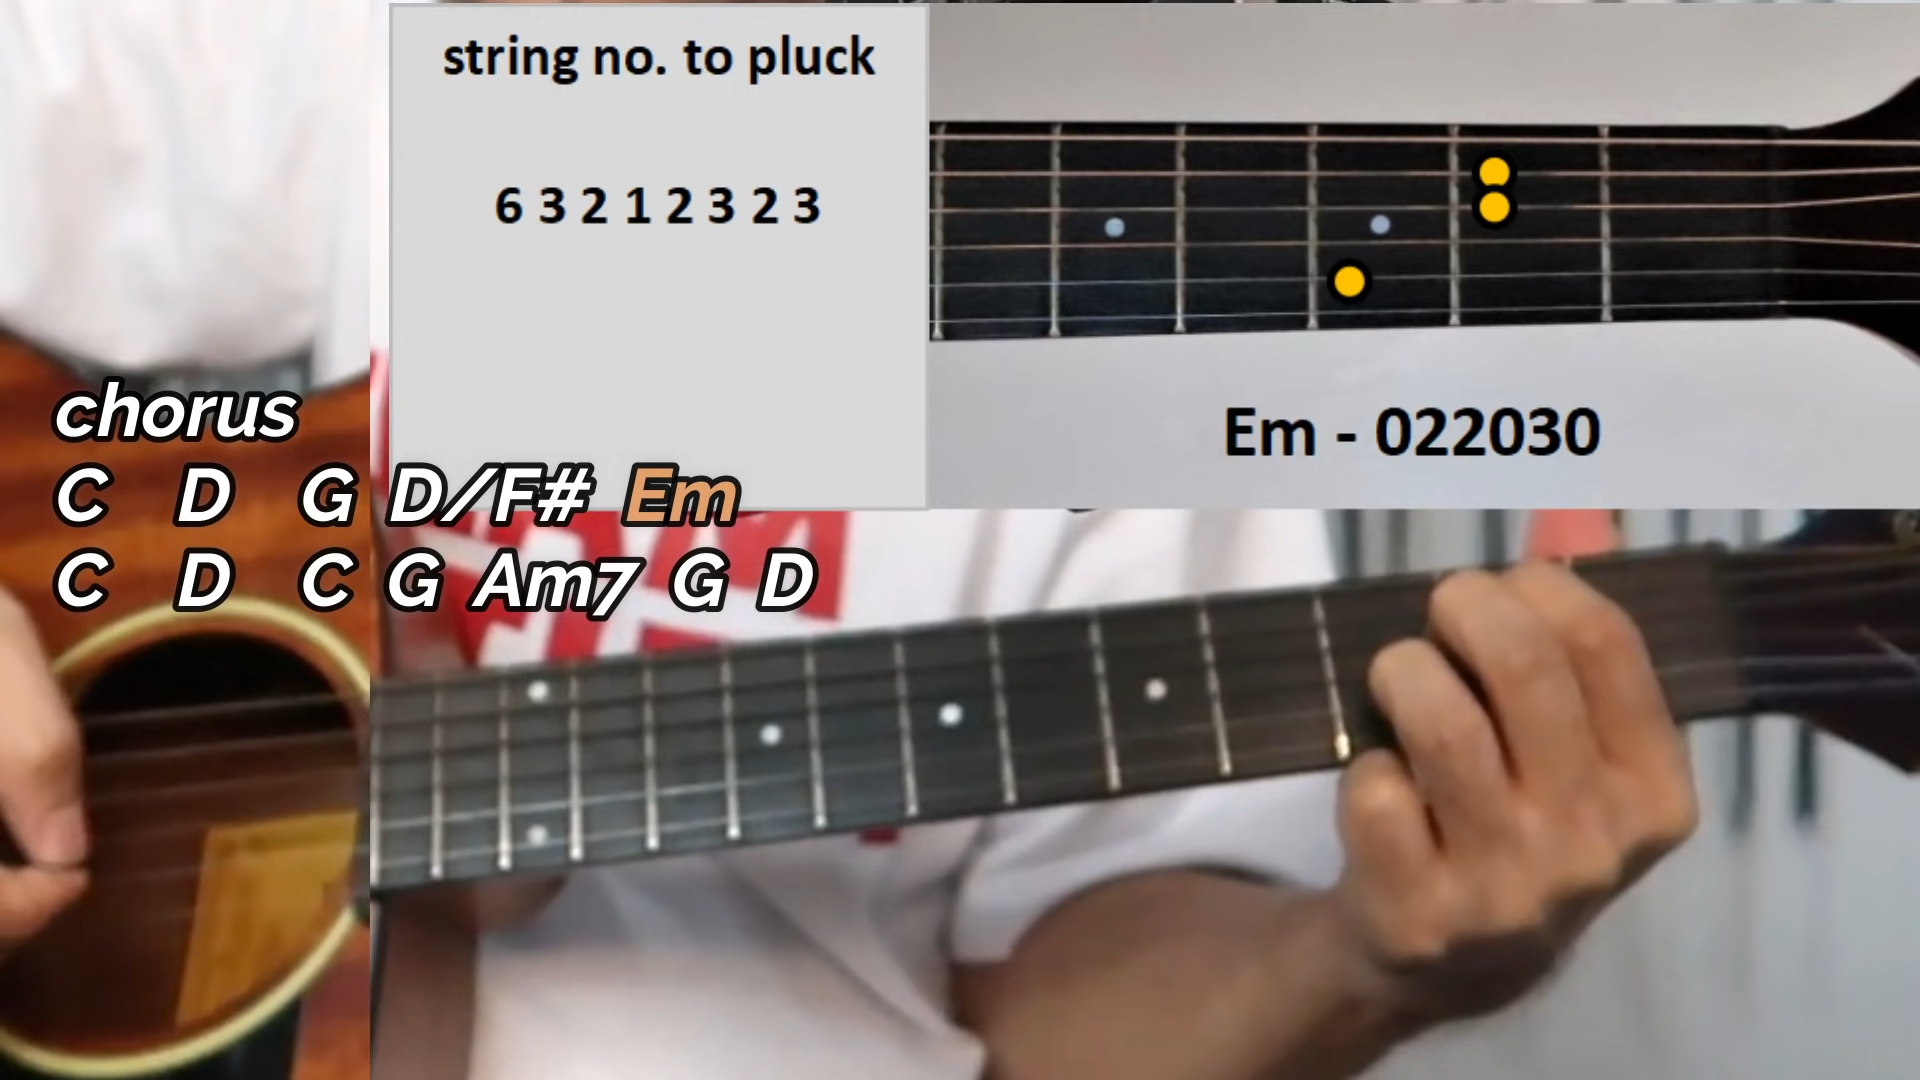 string no. to pluck
6 3 2 1 2 3 2 3
Em - 022030
chorus
C D G D/F# Em
C D C G Am7 G D